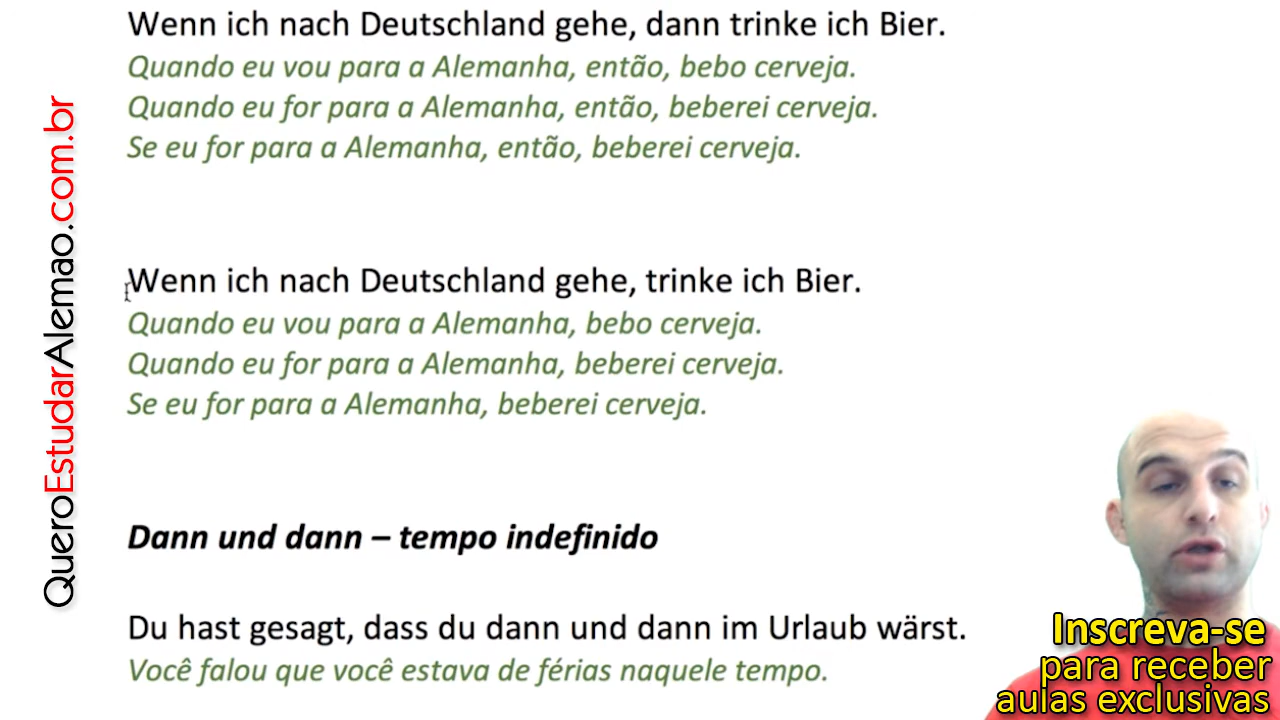 Wenn ich nach Deutschland gehe, dann trinke ich Bier.
Quando eu vou para a Alemanha, então, bebo cerveja.
Quando eu for para a Alemanha, então, beberei cerveja.
Se eu for para a Alemanha, então, beberei cerveja.
Wenn ich nach Deutschland gehe, trinke ich Bier.
Quando eu vou para a Alemanha, bebo cerveja.
Quando eu for para a Alemanha, beberei cerveja.
Se eu for para a Alemanha, beberei cerveja.
Dann und dann – tempo indefinido
Du hast gesagt, dass du dann und dann im Urlaub wärst.
Você falou que você estava de férias naquele tempo.
QueroEstudarAlemao.com.br
Inscreva-se
para receber
aulas exclusivas